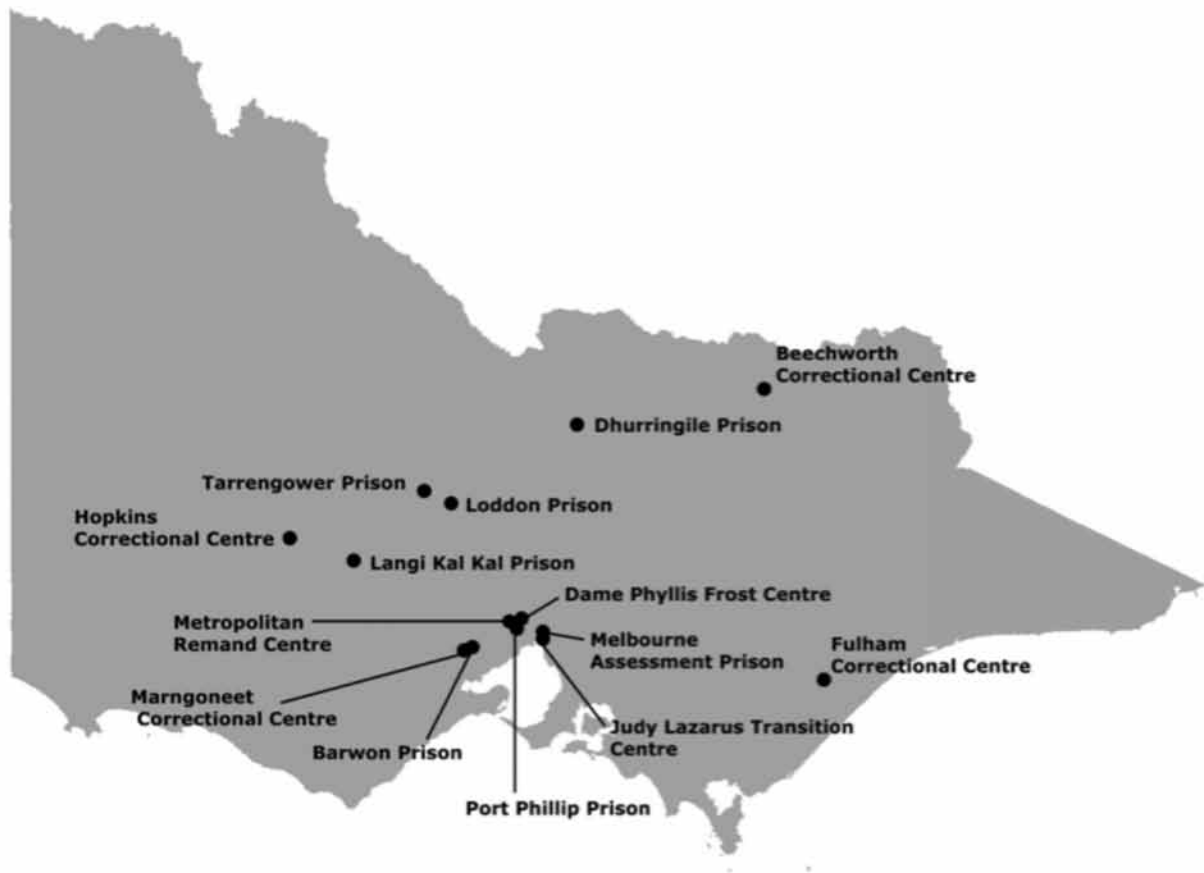 Beechworth
Correctional Centre
Dhurringile Prison
Tarrengower Prison
Loddon Prison
Hopkins
Correctional Centre
Langi Kal Kal Prison
Dame Phyllis Frost Centre
Metropolitan
Remand Centre
Melbourne
Assessment Prison
Fulham
Correctional Centre
Marngoneet
Correctional Centre
Judy Lazarus Transition
Centre
Barwon Prison
Port Phillip Prison